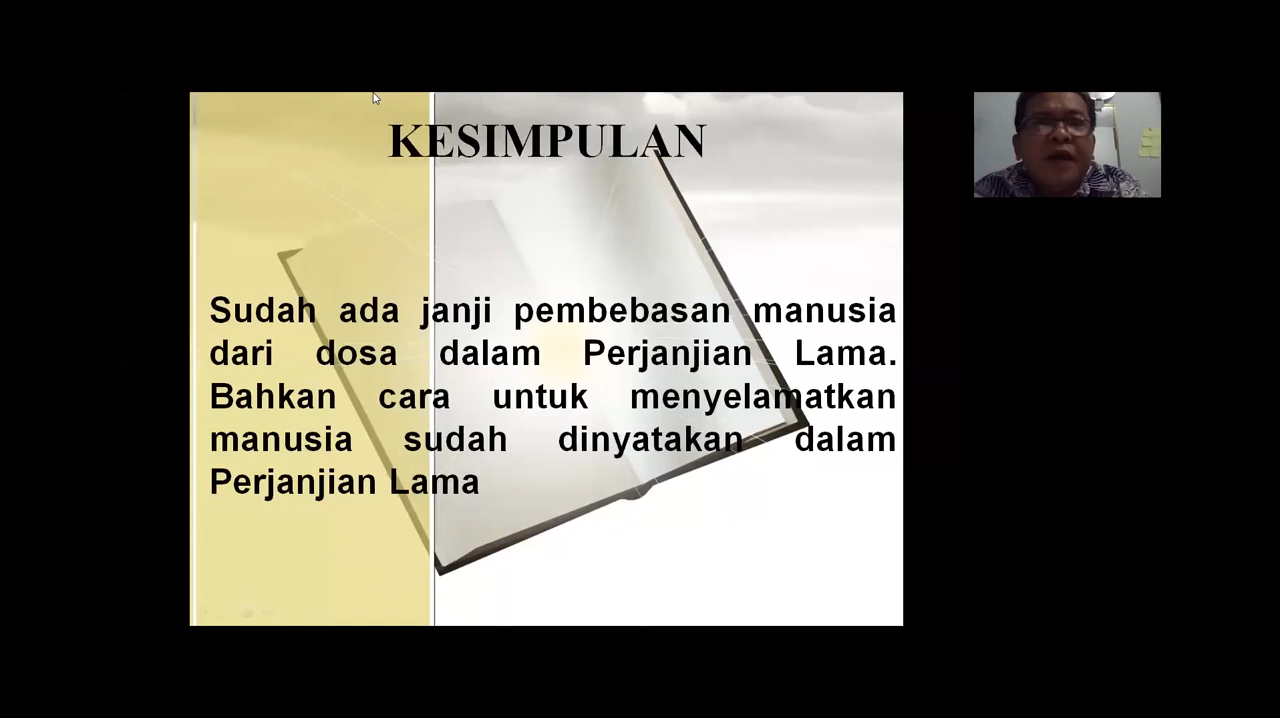 KESIMPULAN
Sudah ada janji pembebasan manusia
dari dosa dalam Perjanjian Lama.
Bahkan cara untuk menyelamatkan
manusia sudah dinyatakan dalam
Perjanjian Lama